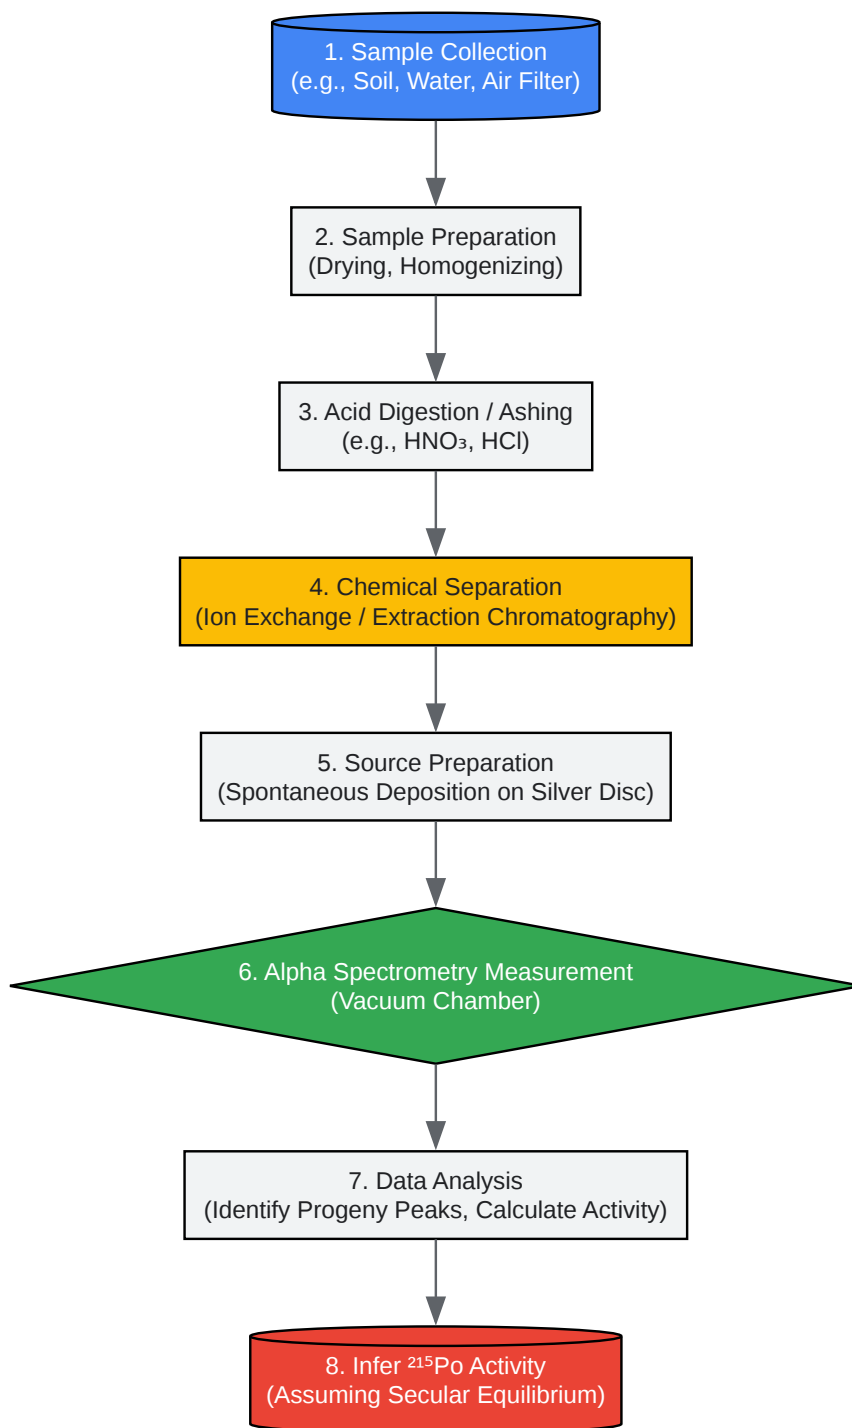 1. Sample Collection
(e.g., Soil, Water, Air Filter)
2. Sample Preparation
(Drying, Homogenizing)
3. Acid Digestion / Ashing
(e.g., HNO₃, HCl)
4. Chemical Separation
(Ion Exchange / Extraction Chromatography)
5. Source Preparation
(Spontaneous Deposition on Silver Disc)
6. Alpha Spectrometry Measurement
(Vacuum Chamber)
7. Data Analysis
(Identify Progeny Peaks, Calculate Activity)
8. Infer ²¹⁵Po Activity
(Assuming Secular Equilibrium)